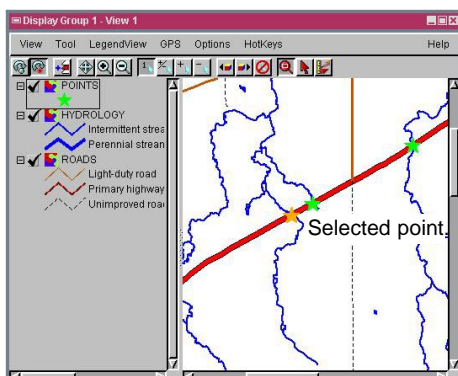 Display Group 1 - View 1
View Tool LegendView GPS Options HotKeys Help
POINTS
HYDROLOGY
Intermittent strea
Perennial strean
ROADS
Light-duty road
Primary highway
Unimproved roa
Selected point.